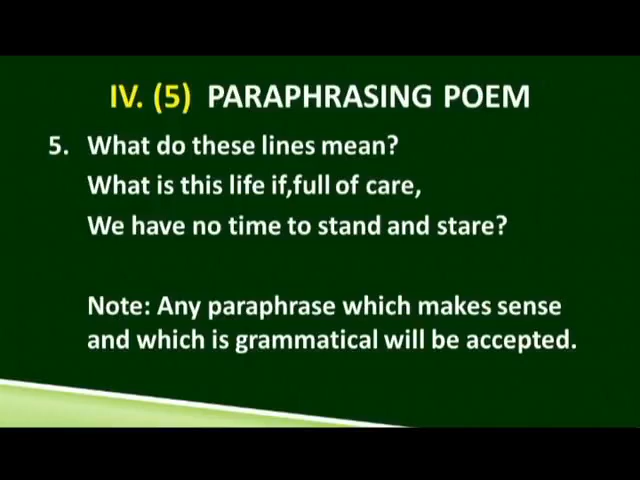 IV. (5) PARAPHRASING POEM
5. What do these lines mean?
What is this life if,full of care,
We have no time to stand and stare?
Note: Any paraphrase which makes sense
and which is grammatical will be accepted.